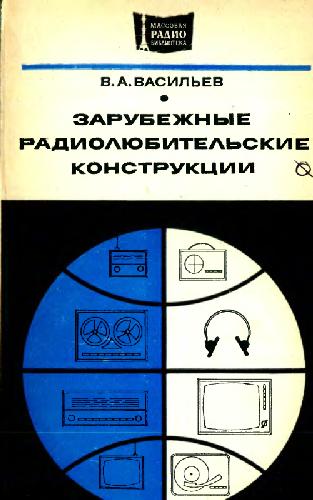 МАССОВАЯ
РАДИО
БИБЛИОТЕКА
В.А.ВАСИЛЬЕВ
ЗАРУБЕЖНЫЕ
РАДИОЛЮБИТЕЛЬСКИЕ
КОНСТРУКЦИИ